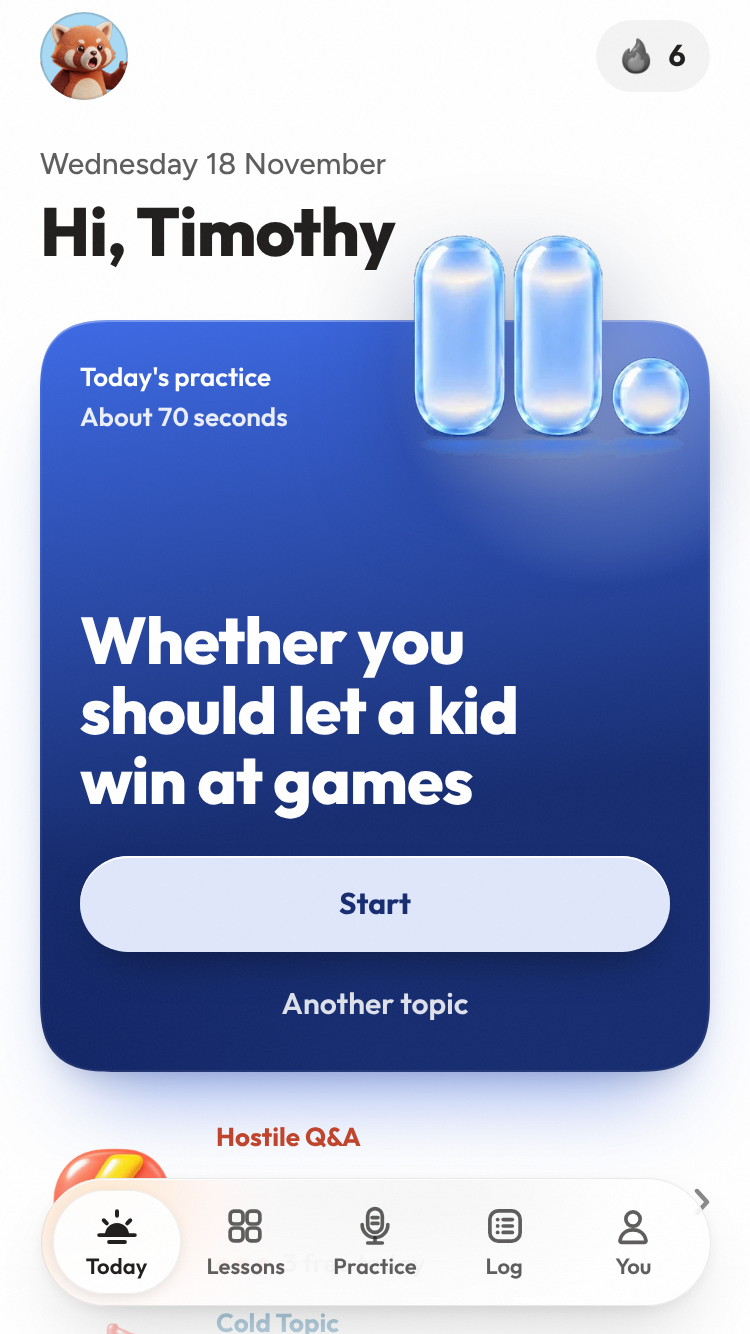 6
Wednesday 18 November
Hi, Timothy
Today's practice
About 70 seconds
Whether you
should let a kid
win at games
Start
Another topic
Hostile Q&A
Today
Lessons
Practice
Log
You
Cold Topic